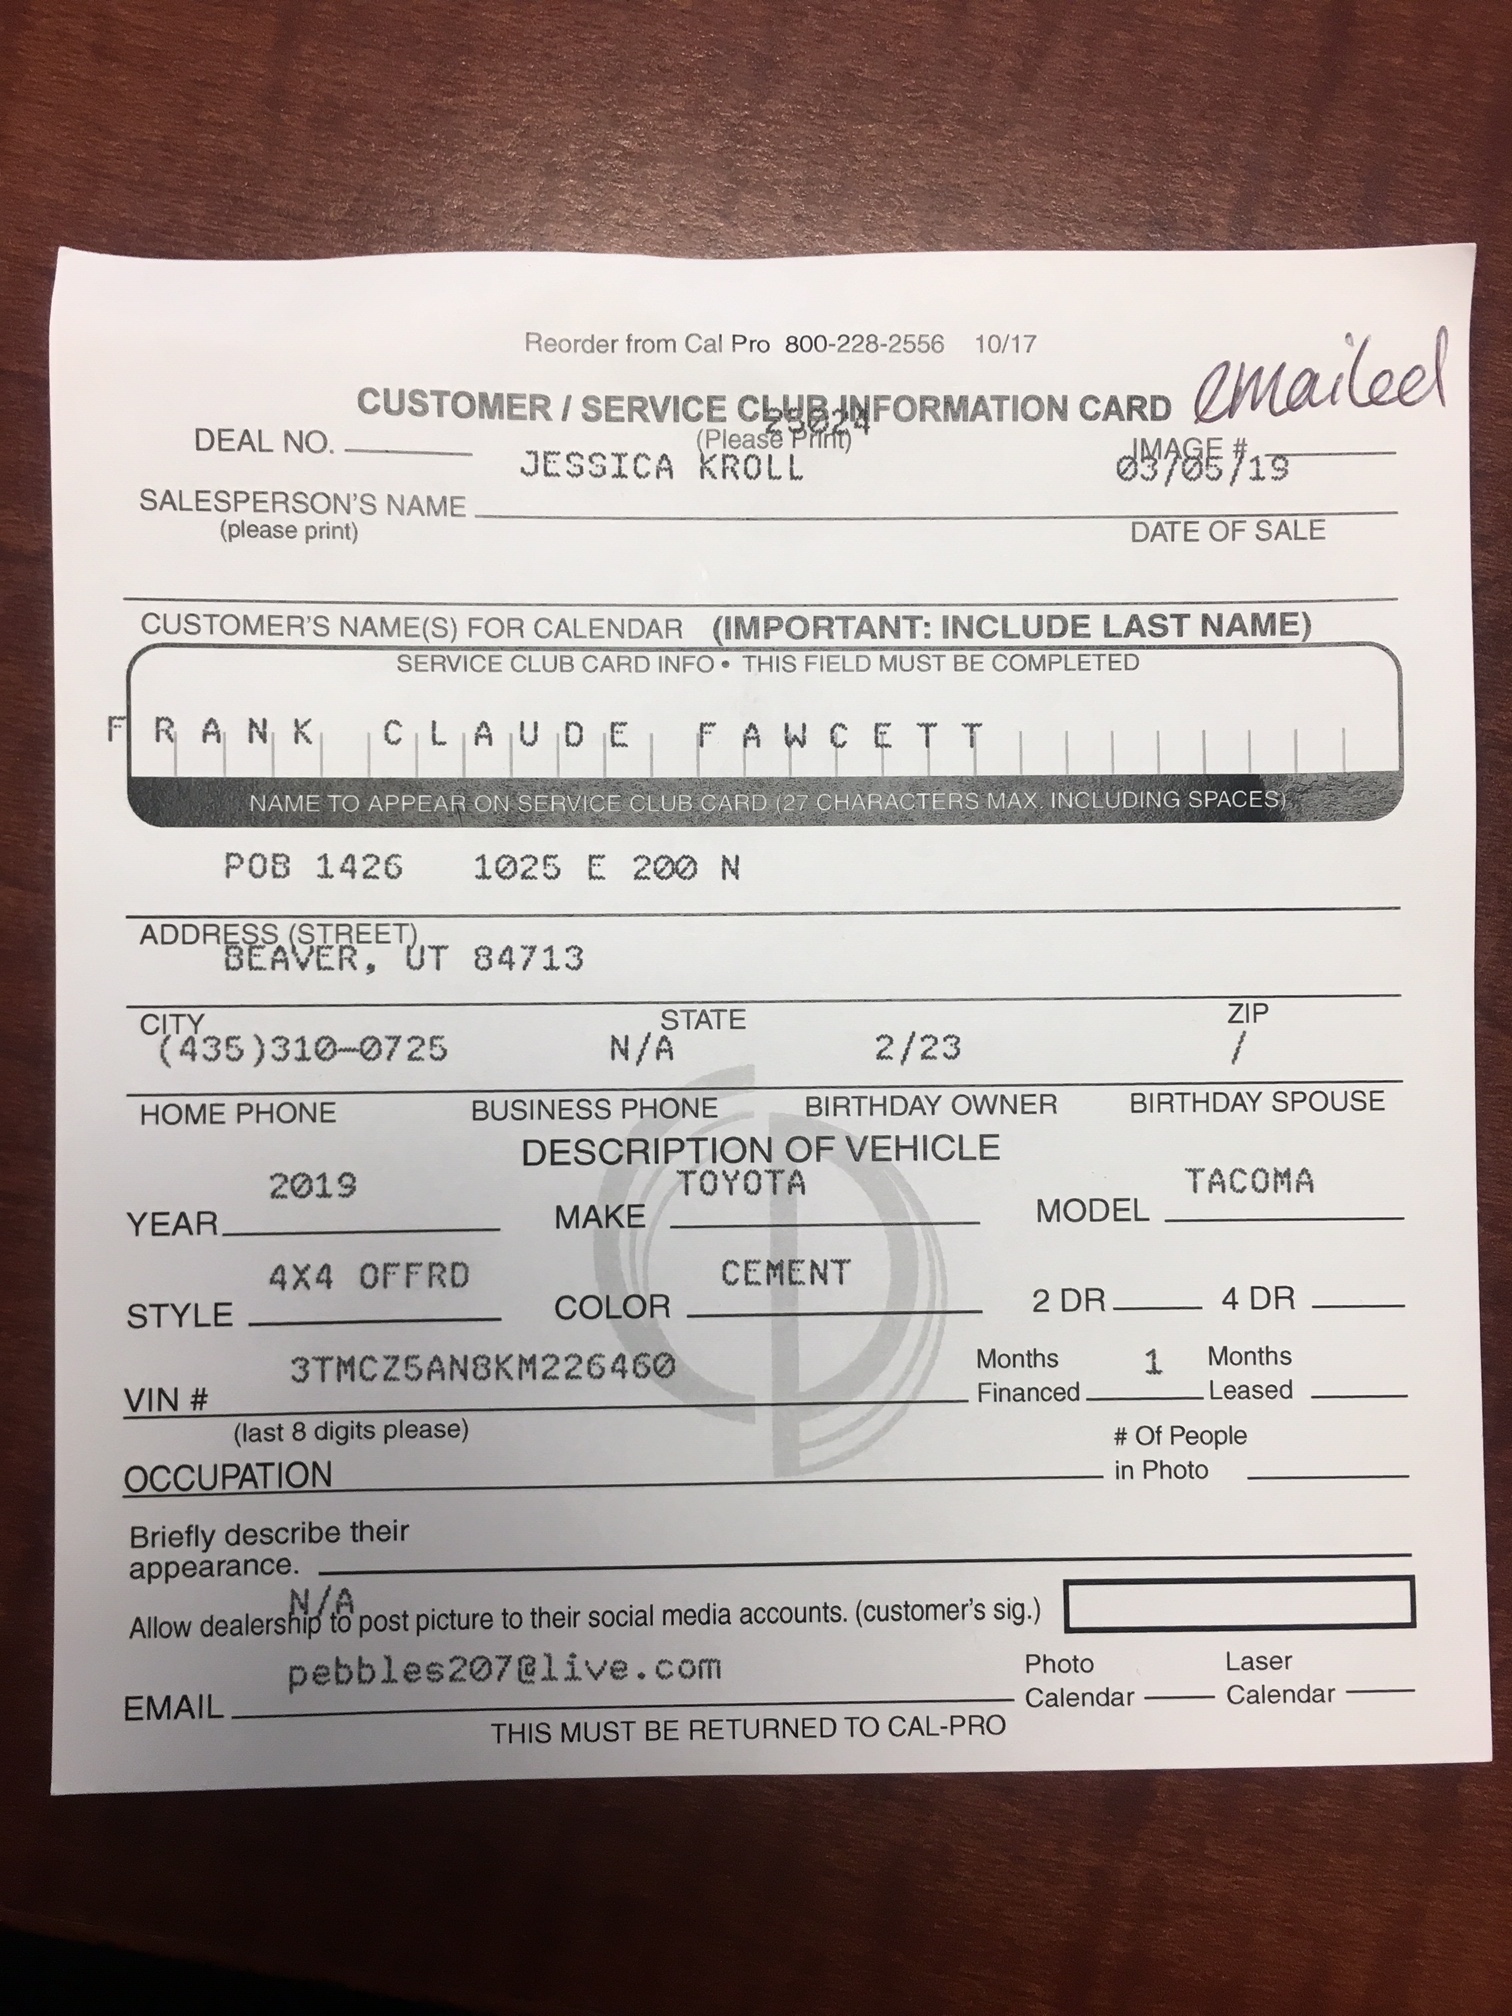 Reorder from Cal Pro 800-228-2556 10/17
emailed
CUSTOMER / SERVICE CLUB INFORMATION CARD
23024
DEAL NO. (Please Print) IMAGE #
JESSICA KROLL 03/05/19
SALESPERSON'S NAME
(please print) DATE OF SALE
CUSTOMER'S NAME(S) FOR CALENDAR (IMPORTANT: INCLUDE LAST NAME)
SERVICE CLUB CARD INFO • THIS FIELD MUST BE COMPLETED
FRANK CLAUDE FAWCETT
NAME TO APPEAR ON SERVICE CLUB CARD (27 CHARACTERS MAX. INCLUDING SPACES)
POB 1426 1025 E 200 N
ADDRESS (STREET)
BEAVER, UT 84713
CITY STATE ZIP
(435)310-0725 N/A 2/23 /
HOME PHONE BUSINESS PHONE BIRTHDAY OWNER BIRTHDAY SPOUSE
DESCRIPTION OF VEHICLE
2019 TOYOTA TACOMA
YEAR MAKE MODEL
4X4 OFFRD CEMENT
STYLE COLOR 2 DR 4 DR
3TMCZ5AN8KM226460 Months 1 Months
VIN # Financed Leased
(last 8 digits please) # Of People
OCCUPATION in Photo
Briefly describe their
appearance.
N/A
Allow dealership to post picture to their social media accounts. (customer's sig.)
pebbles207@live.com Photo Laser
EMAIL Calendar Calendar
THIS MUST BE RETURNED TO CAL-PRO